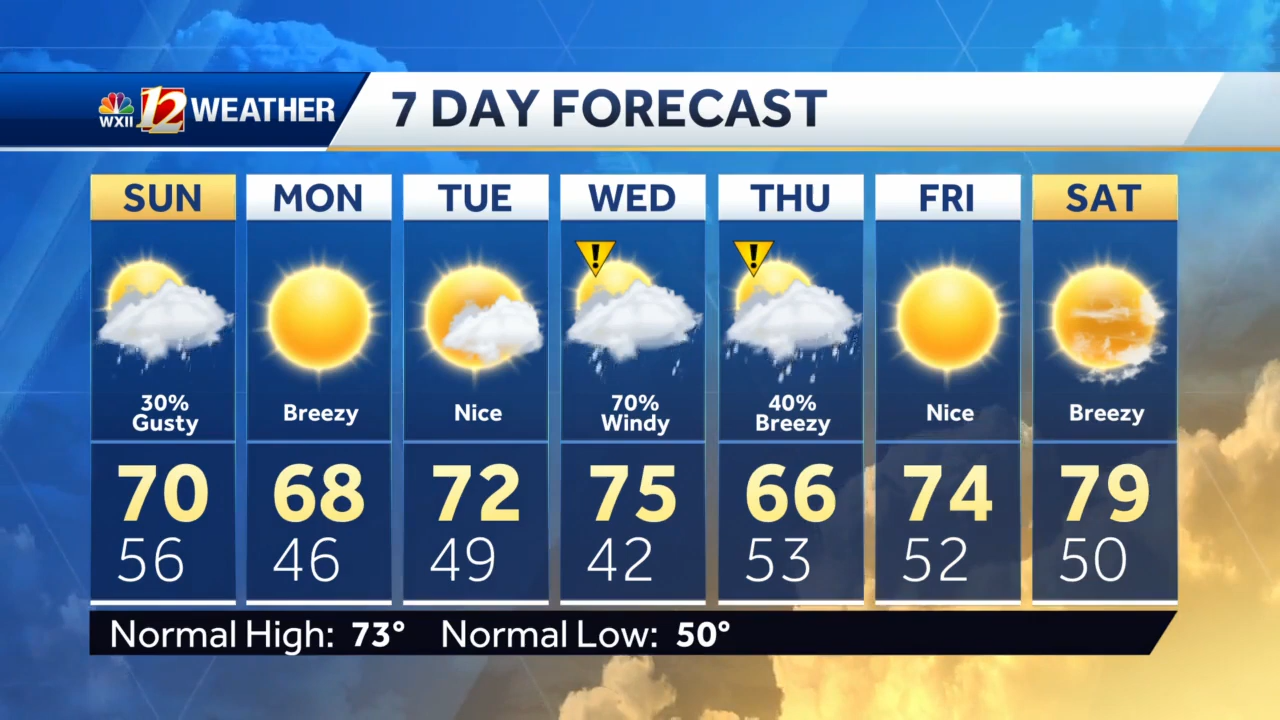 WXII 12 WEATHER
7 DAY FORECAST
SUN MON TUE WED THU FRI SAT
! !
30% 70% 40%
Gusty Breezy Nice Windy Breezy Nice Breezy
70 68 72 75 66 74 79
56 46 49 42 53 52 50
Normal High: 73° Normal Low: 50°